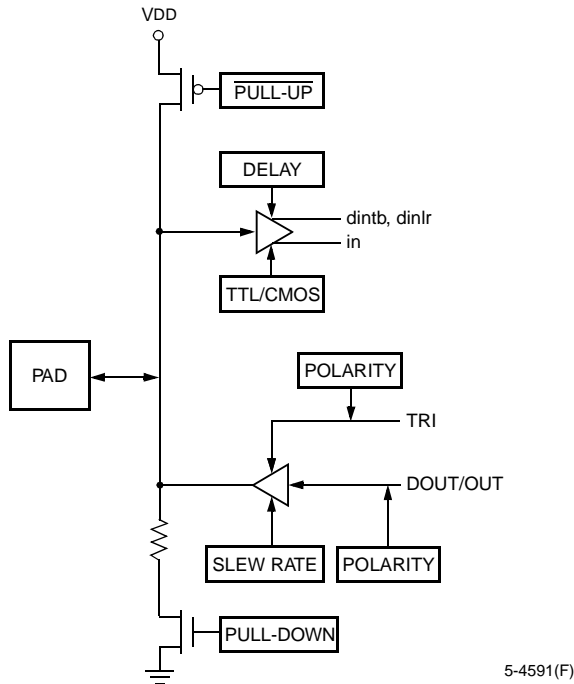 VDD
PULL-UP
DELAY
dintb, dinlr
in
TTL/CMOS
PAD
POLARITY
TRI
DOUT/OUT
SLEW RATE
POLARITY
PULL-DOWN
5-4591(F)